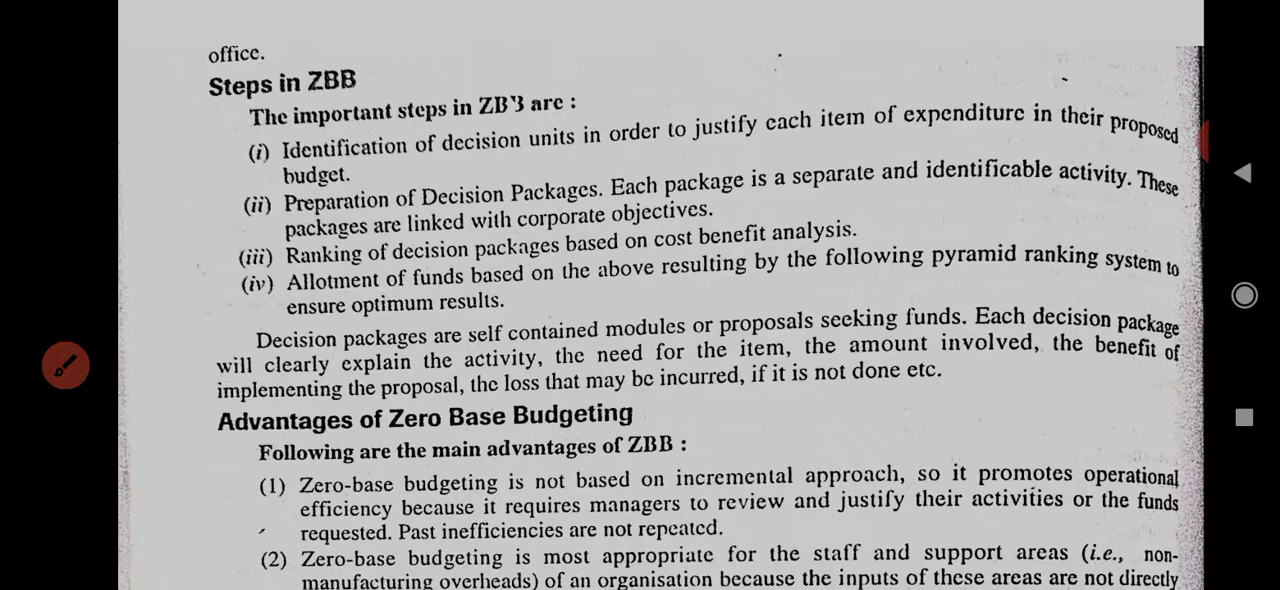 office.
Steps in ZBB
The important steps in ZB'3 are :
(i) Identification of decision units in order to justify each item of expenditure in their proposed
budget.
(ii) Preparation of Decision Packages. Each package is a separate and identificable activity. These
packages are linked with corporate objectives.
(iii) Ranking of decision packages based on cost benefit analysis.
(iv) Allotment of funds based on the above resulting by the following pyramid ranking system to
ensure optimum results.
Decision packages are self contained modules or proposals seeking funds. Each decision package
will clearly explain the activity, the need for the item, the amount involved, the benefit of
implementing the proposal, the loss that may be incurred, if it is not done etc.
Advantages of Zero Base Budgeting
Following are the main advantages of ZBB :
(1) Zero-base budgeting is not based on incremental approach, so it promotes operational
efficiency because it requires managers to review and justify their activities or the funds
requested. Past inefficiencies are not repeated.
(2) Zero-base budgeting is most appropriate for the staff and support areas (i.e., non-
manufacturing overheads) of an organisation because the inputs of these areas are not directly